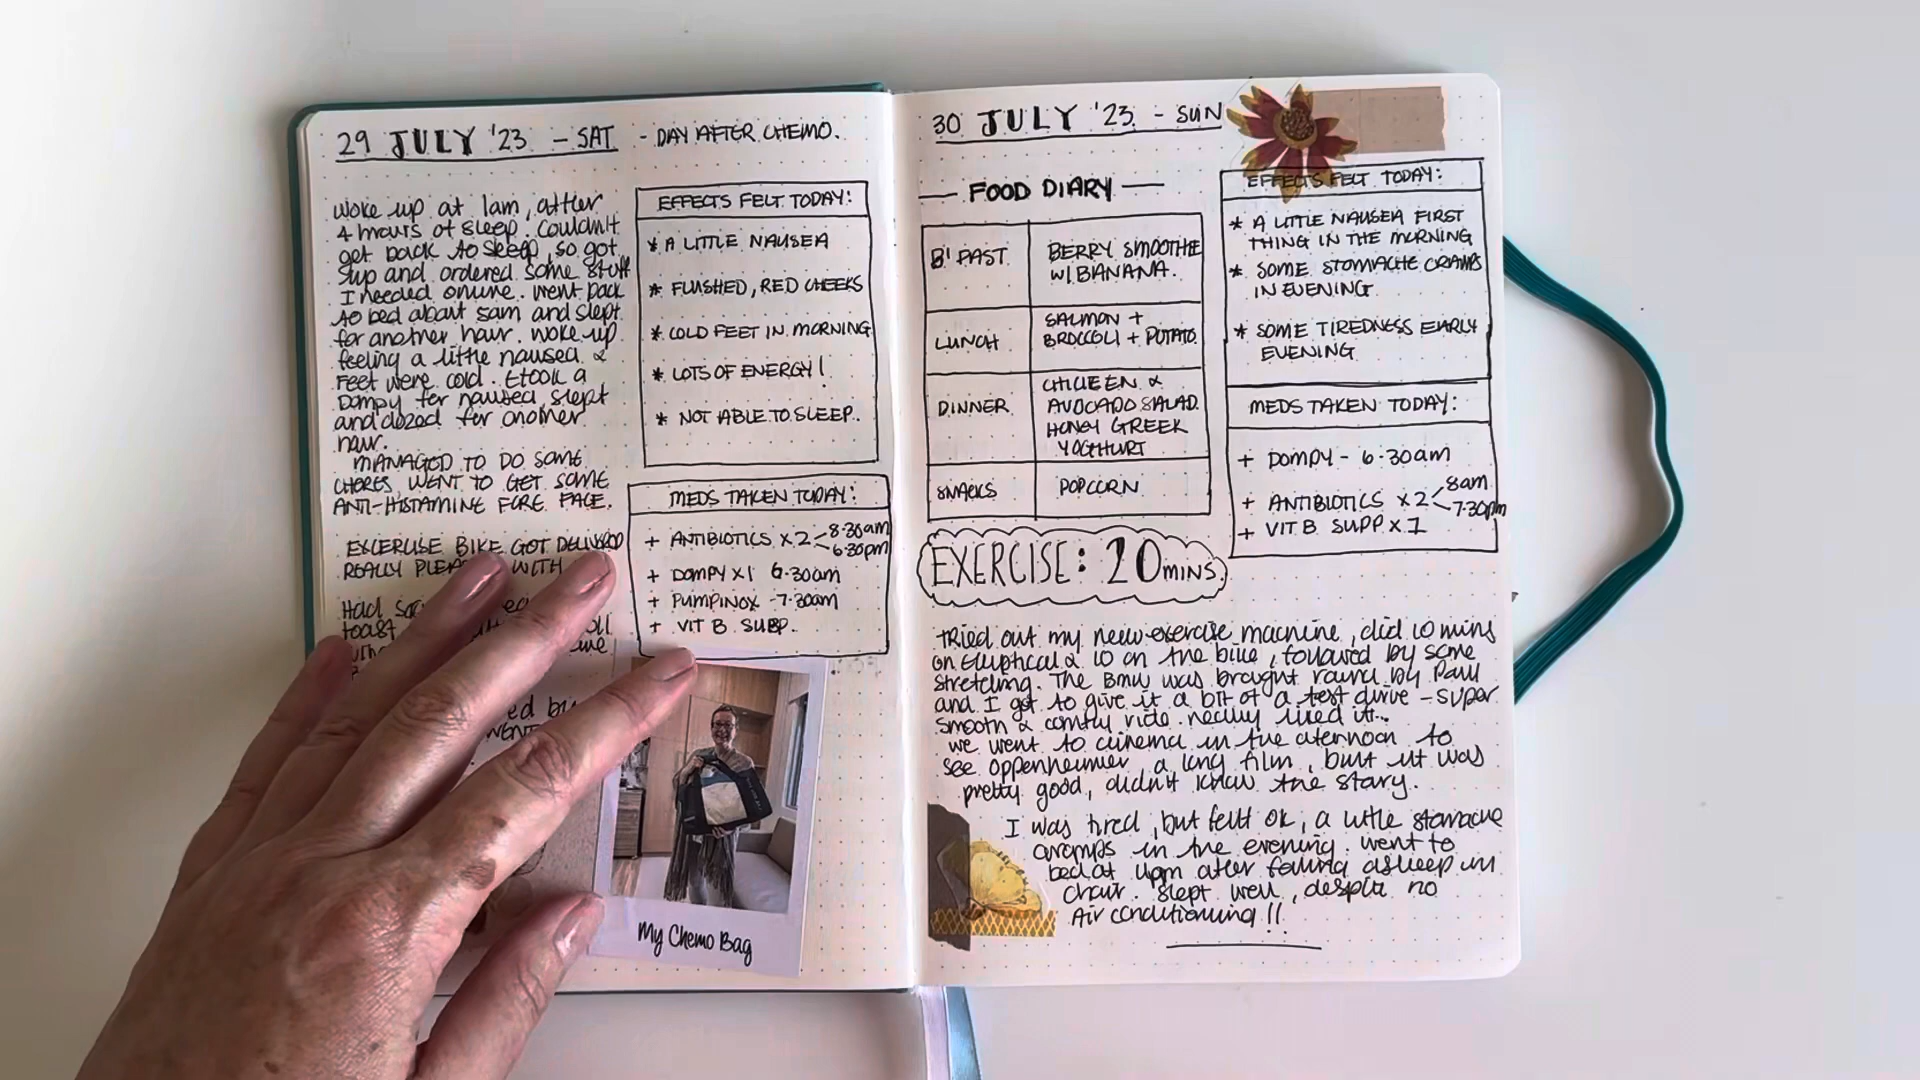 29 JULY '23 - SAT - DAY AFTER CHEMO.
woke up at 1am, after
4 hours of sleep. couldn't
get back to sleep, so got
up and ordered some stuff
I needed online. went back
to bed about 5am and slept
for another hour. woke up
feeling a little nausea &
Feet were cold. took a
Dompy for nausea slept
and dozed for another
hour.
MANAGED TO DO SOME
CHORES, WENT TO GET SOME
ANTI-HISTAMINE FORE FACE.
EXCERLISE BIKE GOT DELIVERED
REALLY WITH
Had
toast
EFFECTS FELT TODAY:
* A LITTLE NAUSEA
* FLUSHED, RED CHEEKS
* COLD FEET IN MORNING
* LOTS OF ENERGY!
* NOT ABLE TO SLEEP.
MEDS TAKEN TODAY:
+ ANTIBIOTICS X2 < 8.30am
6.30pm
+ DOMPY X1 6.30am
+ PUMPINOX - 7.30am
+ VIT B SUPP.
My Chemo Bag
30 JULY '23 - SUN
— FOOD DIARY —
B'FAST BERRY SMOOTHIE
W/ BANANA.
LUNCH SALMON +
BROCCOLI + POTATO.
DINNER CHICKEN &
AVOCADO SALAD.
HONEY GREEK
YOGHURT
SNACKS POPCORN
EFFECTS FELT TODAY:
* A LITTLE NAUSEA FIRST
THING IN THE MORNING
* SOME STOMACHE CRAMPS
IN EVENING.
* SOME TIREDNESS EARLY
EVENING
MEDS TAKEN TODAY:
+ DOMPY - 6.30am
+ ANTIBIOTICS X2 < 8am
7.30pm
+ VIT B SUPP X 1
EXERCISE: 20 MINS.
tried out my new exercise machine, did 10 mins
on Elliptical & 10 on the bike, followed by some
stretching. The BMW was brought round by Paul
and I got to give it a bit of a test drive - super
smooth & comfy ride. really liked it..
we went to cinema in the afternoon to
see Oppenheimer, a long film, but it was
pretty good, didn't know the story.
I was tired, but felt OK, a little stomache
cramps in the evening. went to
bed at 11pm after falling asleep in
chair. slept well, despite no
Air conditioning!!